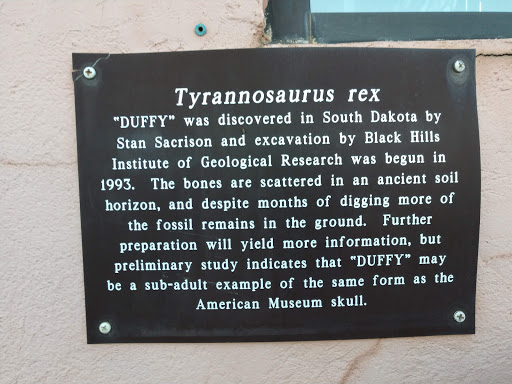 Tyrannosaurus rex
"DUFFY" was discovered in South Dakota by
Stan Sacrison and excavation by Black Hills
Institute of Geological Research was begun in
1993. The bones are scattered in an ancient soil
horizon, and despite months of digging more of
the fossil remains in the ground. Further
preparation will yield more information, but
preliminary study indicates that "DUFFY" may
be a sub-adult example of the same form as the
American Museum skull.